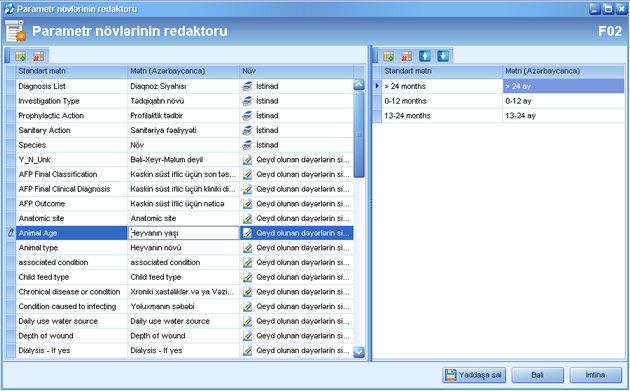 Parametr növlərinin redaktoru
Parametr növlərinin redaktoru F02
Standart mətn Mətn (Azərbaycanca) Növ
Diagnosis List Diaqnoz Siyahısı İstinad
Investigation Type Tədqiqatın növü İstinad
Prophylactic Action Profilaktik tədbir İstinad
Sanitary Action Sanitariya fəaliyyəti İstinad
Species Növ İstinad
Y_N_Unk Bəli-Xeyr-Məlum deyil Qeyd olunan dəyərlərin si...
AFP Final Classification Kəskin süst iflic üçün son təs... Qeyd olunan dəyərlərin si...
AFP Final Clinical Diagnosis Kəskin süst iflic üçün kliniki di... Qeyd olunan dəyərlərin si...
AFP Outcome Kəskin süst iflic üçün nəticə Qeyd olunan dəyərlərin si...
Anatomic site Anatomic site Qeyd olunan dəyərlərin si...
Animal Age Heyvanın yaşı Qeyd olunan dəyərlərin si...
Animal type Heyvanın növü Qeyd olunan dəyərlərin si...
associated condition associated condition Qeyd olunan dəyərlərin si...
Child feed type Child feed type Qeyd olunan dəyərlərin si...
Chronical disease or condition Xroniki xəstəliklər və ya Vəzi... Qeyd olunan dəyərlərin si...
Condition caused to infecting Yoluxmanın səbəbi Qeyd olunan dəyərlərin si...
Daily use water source Daily use water source Qeyd olunan dəyərlərin si...
Depth of wound Depth of wound Qeyd olunan dəyərlərin si...
Dialysis - If yes Dialysis - If yes Qeyd olunan dəyərlərin si...
Standart mətn Mətn (Azərbaycanca)
> 24 months > 24 ay
0-12 months 0-12 ay
13-24 months 13-24 ay
Yaddaşa sal Bəli İmtina